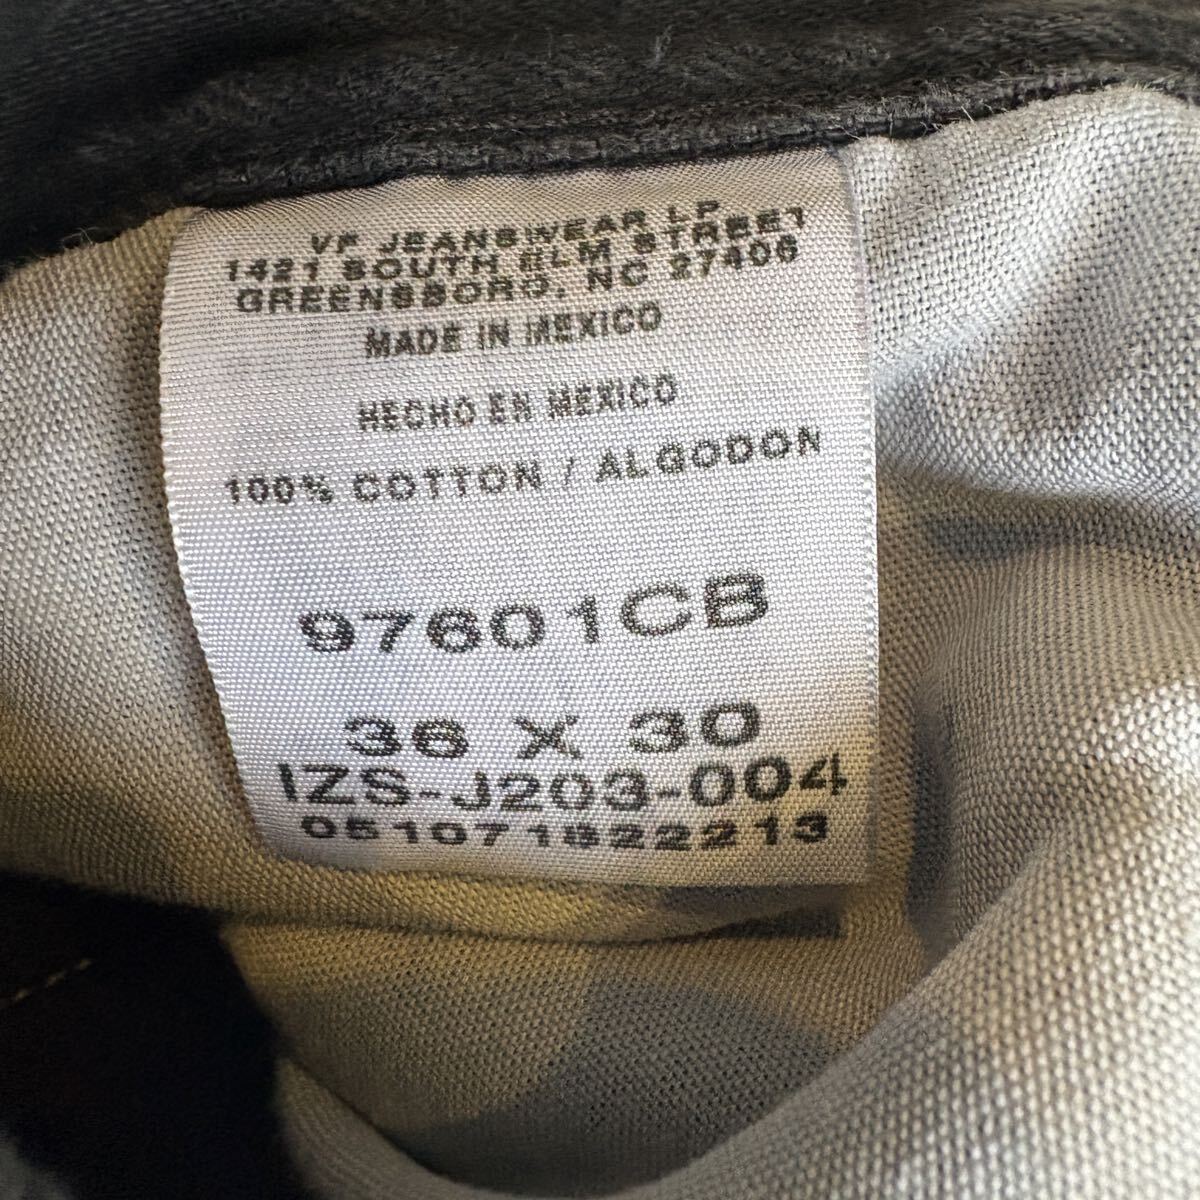 VF JEANSWEAR LP
1421 SOUTH ELM STREET
GREENSBORO, NC 27406
MADE IN MEXICO
HECHO EN MEXICO
100% COTTON / ALGODON
97601CB
36 X 30
IZS-J203-004
051071822213